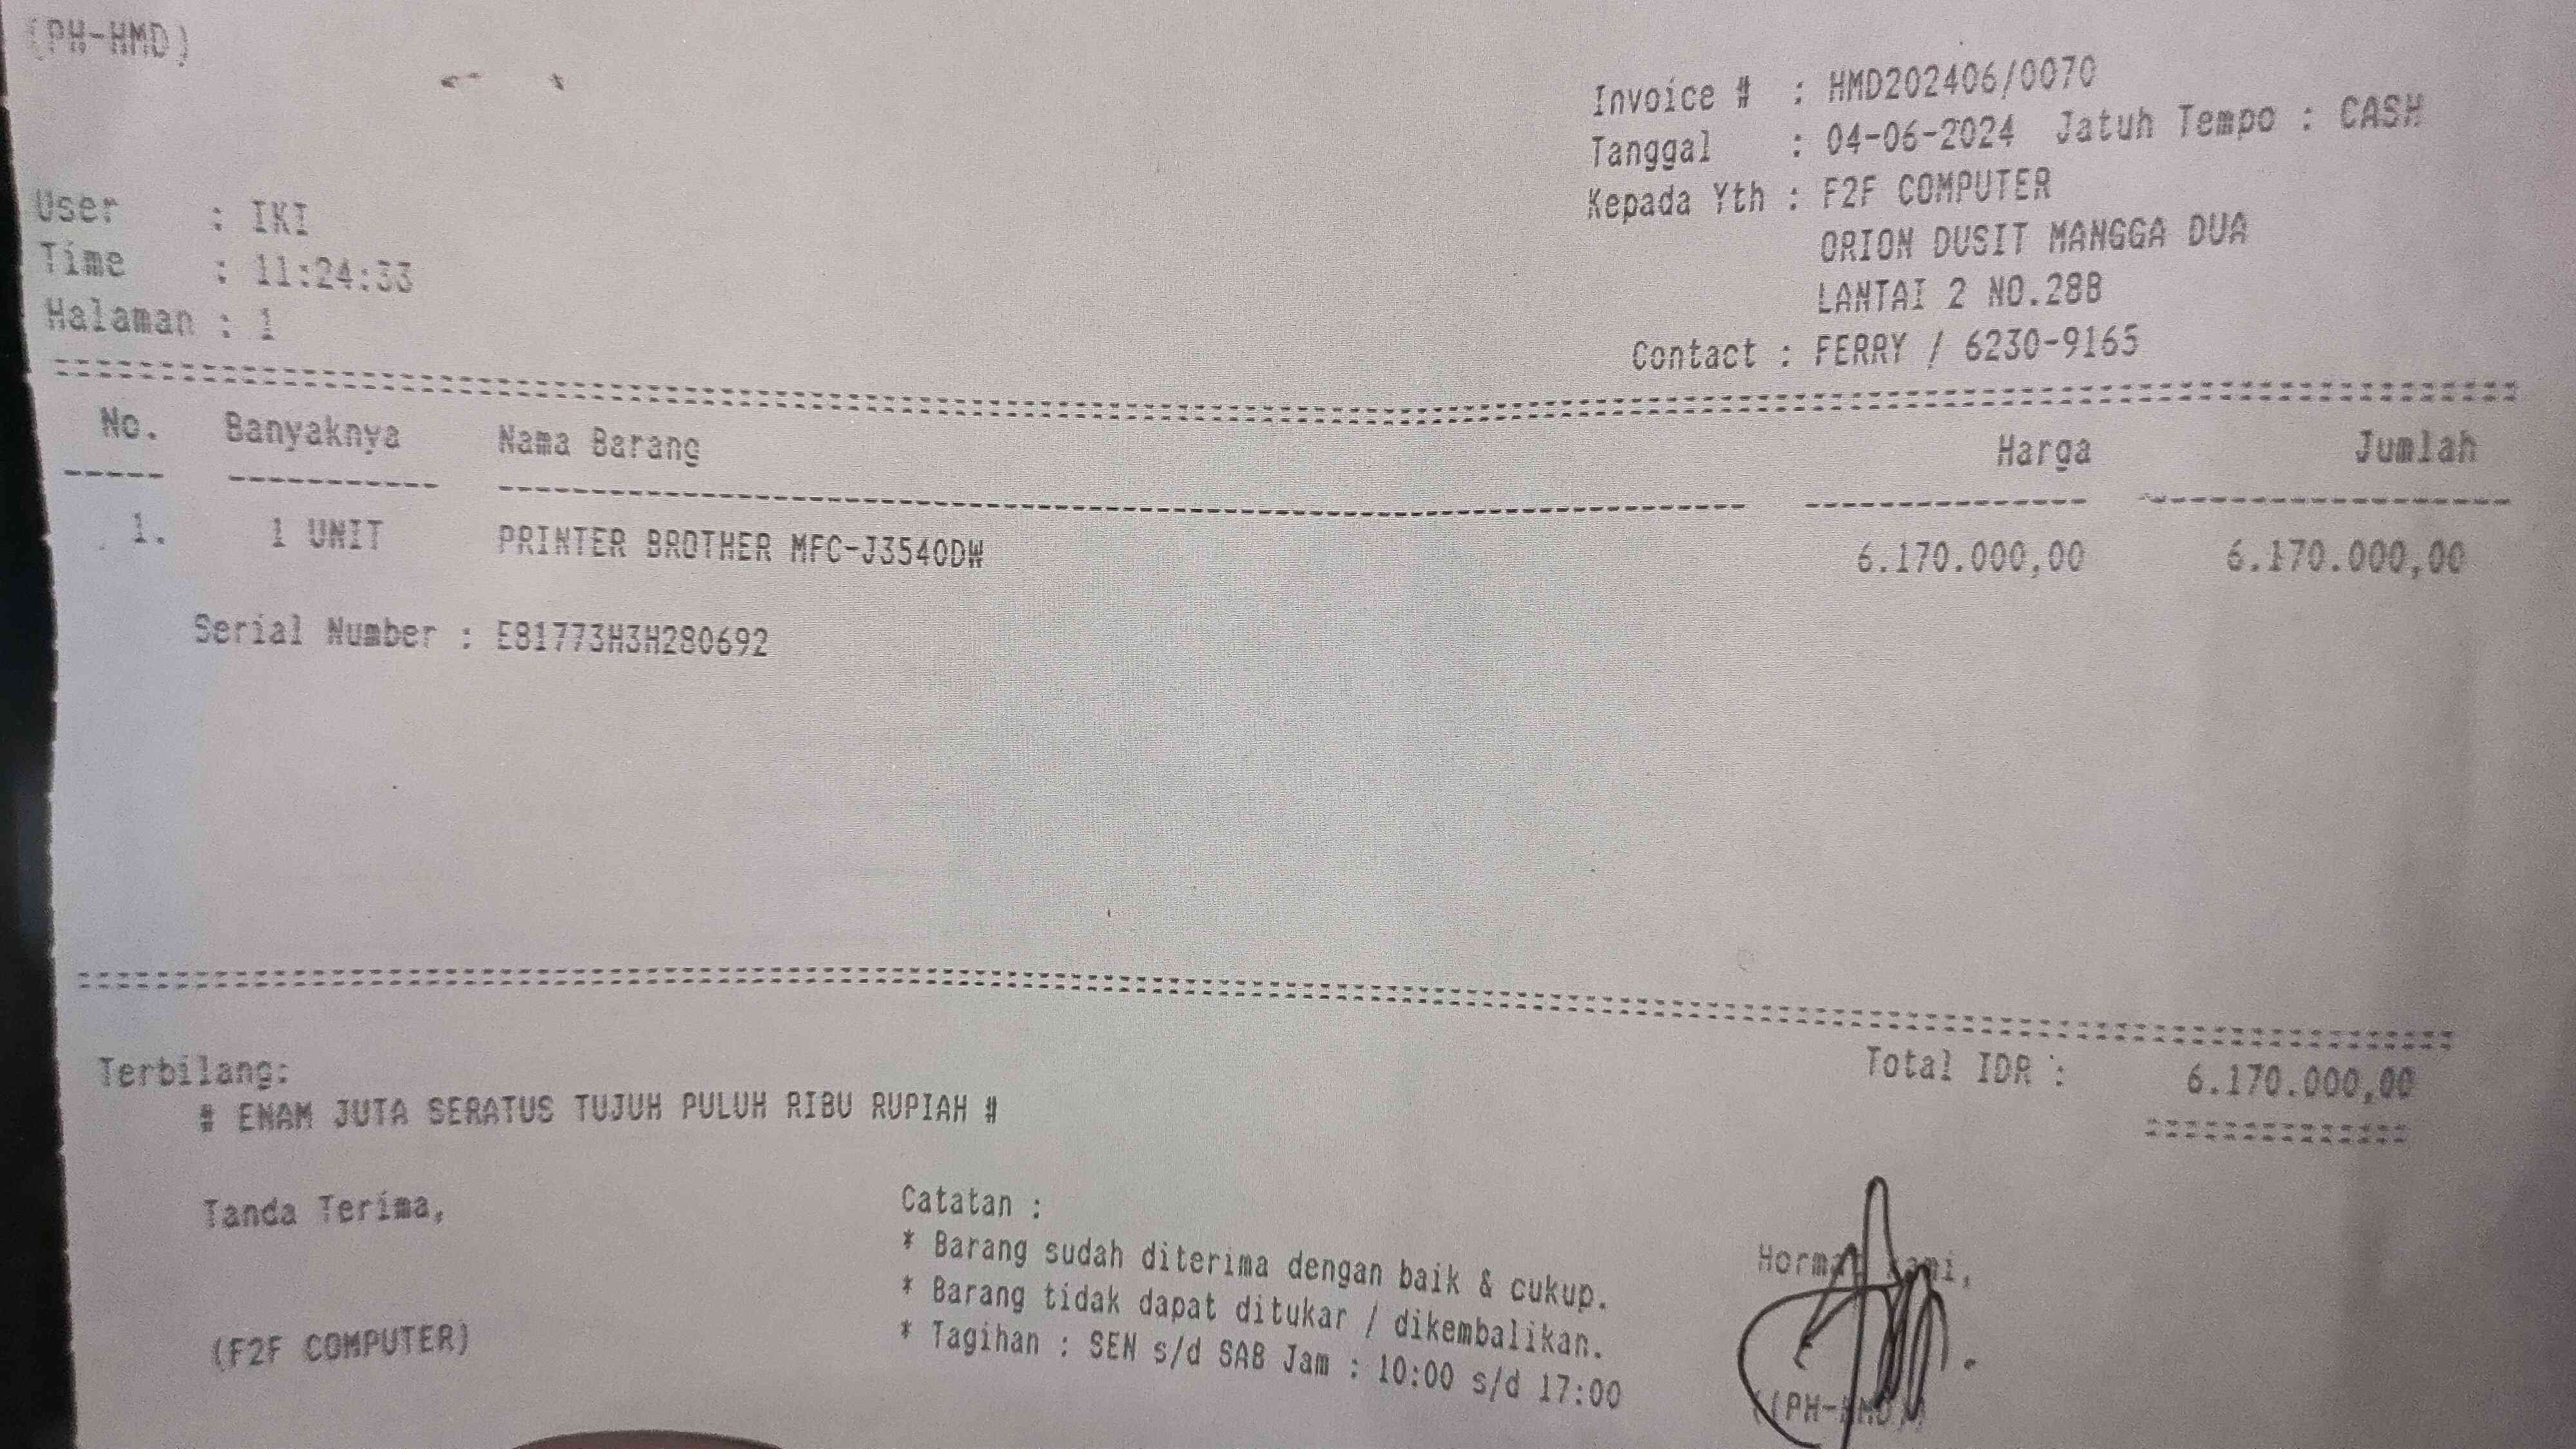 (PH-HMD)
Invoice # : HMD202406/0070
Tanggal : 04-06-2024 Jatuh Tempo : CASH
Kepada Yth : F2F COMPUTER
ORION DUSIT MANGGA DUA
LANTAI 2 NO.288
Contact : FERRY / 6230-9165
User : IKI
Time : 11:24:33
Halaman : 1
No. Banyaknya Nama Barang Harga Jumlah
1. 1 UNIT PRINTER BROTHER MFC-J3540DW 6.170.000,00 6.170.000,00
Serial Number : E81773H3H280692
Terbilang: Total IDR : 6.170.000,00
# ENAM JUTA SERATUS TUJUH PULUH RIBU RUPIAH #
Tanda Terima,
(F2F COMPUTER)
Catatan :
* Barang sudah diterima dengan baik & cukup.
* Barang tidak dapat ditukar / dikembalikan.
* Tagihan : SEN s/d SAB Jam : 10:00 s/d 17:00
Hormat kami,
((PH-HMD))